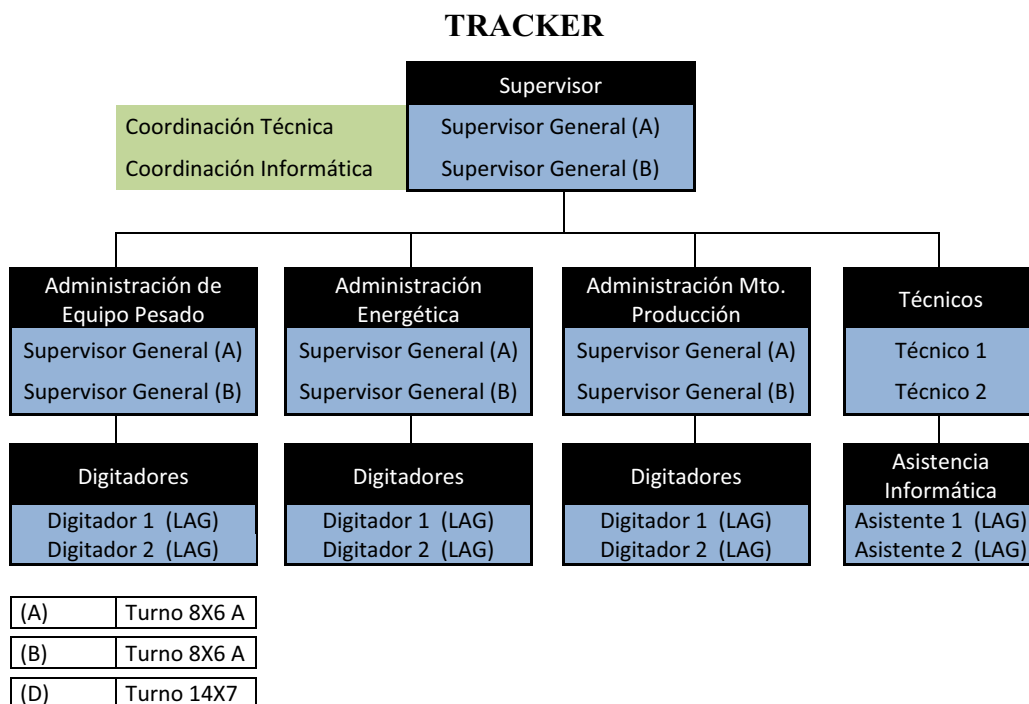 TRACKER
Supervisor
Coordinación Técnica
Supervisor General (A)
Coordinación Informática
Supervisor General (B)
Administración de
Equipo Pesado
Supervisor General (A)
Supervisor General (B)
Administración
Energética
Supervisor General (A)
Supervisor General (B)
Administración Mto.
Producción
Supervisor General (A)
Supervisor General (B)
Técnicos
Técnico 1
Técnico 2
Digitadores
Digitador 1 (LAG)
Digitador 2 (LAG)
Digitadores
Digitador 1 (LAG)
Digitador 2 (LAG)
Digitadores
Digitador 1 (LAG)
Digitador 2 (LAG)
Asistencia
Informática
Asistente 1 (LAG)
Asistente 2 (LAG)
(A) Turno 8X6 A
(B) Turno 8X6 A
(D) Turno 14X7